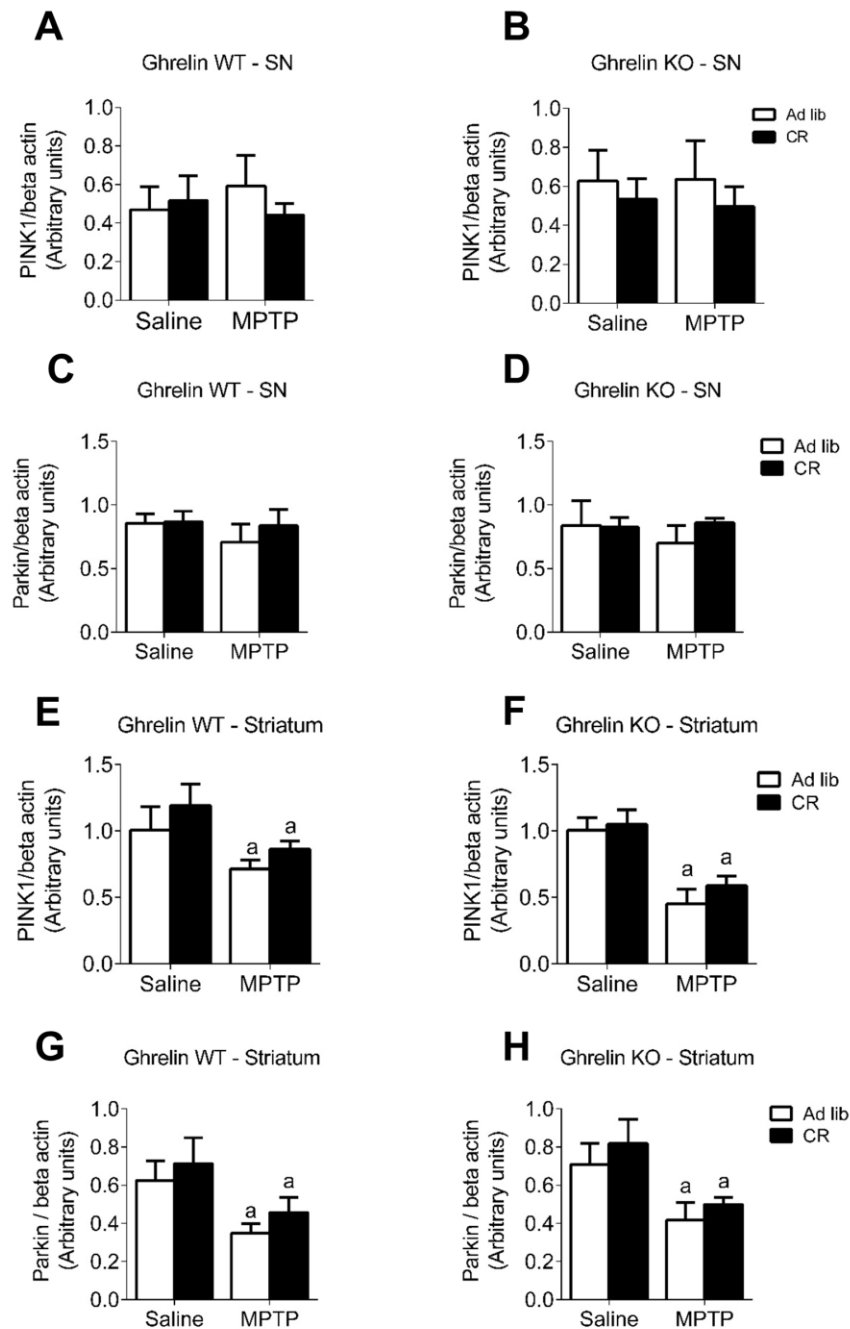 A
Ghrelin WT - SN
PINK1/beta actin
(Arbitrary units)
1.0
0.8
0.6
0.4
0.2
0.0
Saline MPTP
B
Ghrelin KO - SN
PINK1/beta actin
(Arbitrary units)
1.0
0.8
0.6
0.4
0.2
0.0
Saline MPTP
Ad lib
CR
C
Ghrelin WT - SN
Parkin/beta actin
(Arbitrary units)
1.5
1.0
0.5
0.0
Saline MPTP
D
Ghrelin KO - SN
Parkin/beta actin
(Arbitrary units)
1.5
1.0
0.5
0.0
Saline MPTP
Ad lib
CR
E
Ghrelin WT - Striatum
PINK1/beta actin
(Arbitrary units)
1.5
1.0
0.5
0.0
a a
Saline MPTP
F
Ghrelin KO - Striatum
PINK1/beta actin
(Arbitrary units)
1.5
1.0
0.5
0.0
a a
Saline MPTP
Ad lib
CR
G
Ghrelin WT - Striatum
Parkin / beta actin
(Arbitrary units)
1.0
0.8
0.6
0.4
0.2
0.0
a a
Saline MPTP
H
Ghrelin KO - Striatum
Parkin / beta actin
(Arbitrary units)
1.0
0.8
0.6
0.4
0.2
0.0
a a
Saline MPTP
Ad lib
CR